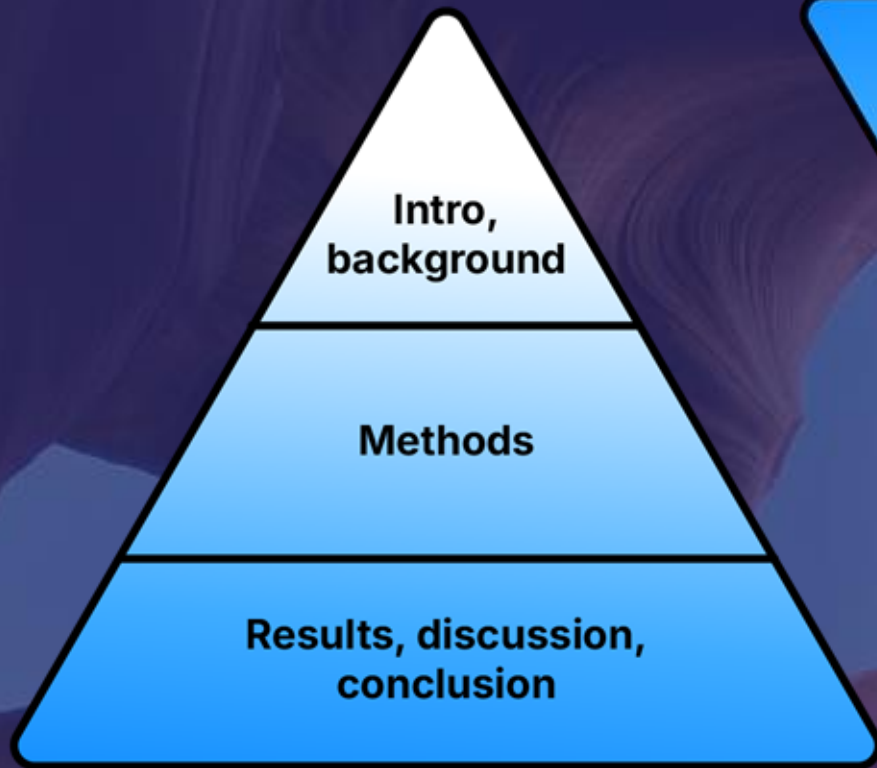 Intro,
background
Methods
Results, discussion,
conclusion